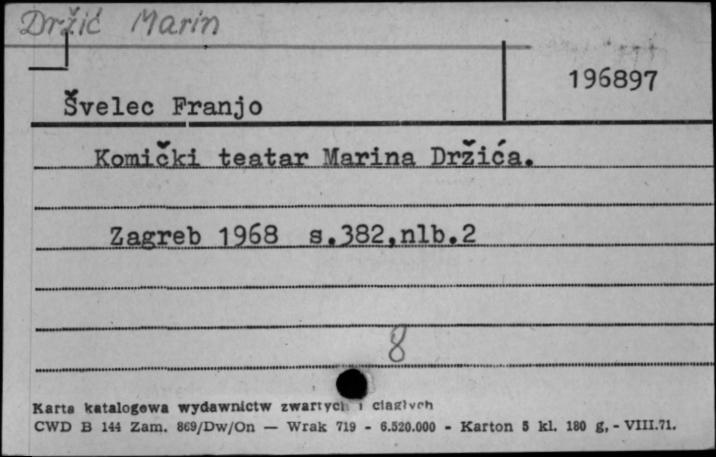 Držić Marin
196897
Švelec Franjo
Komički teatar Marina Držića.
Zagreb 1968 s.382,nlb.2
8
Karta katalogowa wydawnictw zwartych i ciągłych
CWD B 144 Zam. 869/Dw/On — Wrak 719 - 6.520.000 - Karton 5 kl. 180 g, - VIII.71.